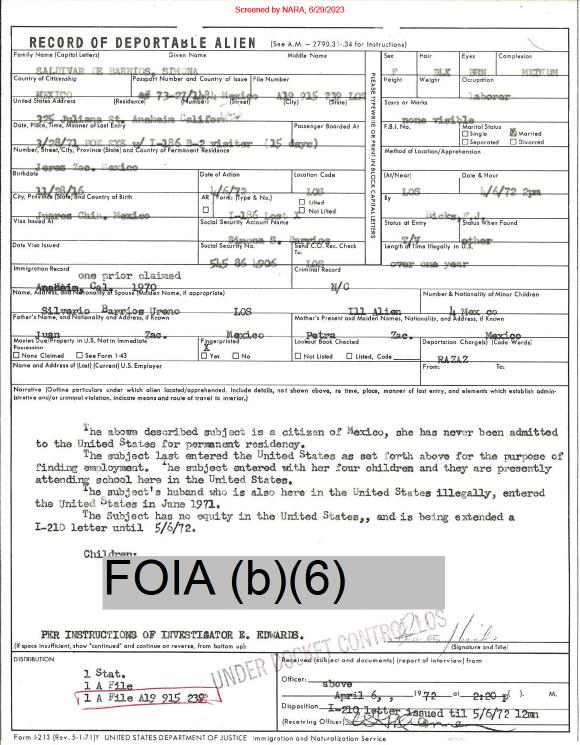 Screened by NARA, 6/29/2023
RECORD OF DEPORTABLE ALIEN (See A.M. - 2790.31-.34 for Instructions)
Family Name (Capital Letters) Given Name Middle Name Sex Hair Eyes Complexion
SALDIVAR DE BARRIOS, SIMONA F BLK BRN MEDIUM
Country of Citizenship Passport Number and Country of Issue File Number Height Weight Occupation
MEXICO A19 915 239 LOS laborer
United States Address (Residence) (Number) (Street) (City) (State) Scars or Marks
325 Juliana St. Anaheim California none visible
Date, Place, Time, Manner of Last Entry Passenger Boarded At F.B.I. No. Marital Status
☐ Single ☒ Married
☐ Separated ☐ Divorced
3/28/71 POE SYS w/ I-186 B-2 visitor (15 days)
Number, Street, City, Province (State) and Country of Permanent Residence Method of Location/Apprehension
Jeres Zac. Mexico
Birthdate Date of Action Location Code (At/Near) Date & Hour
11/28/16 4/6/72 LOS LOS 4/6/72 2pm
City, Province (State) and Country of Birth AR Form: (Type & No.) ☐ Listed ☐ Not Listed By
Juares Chih. Mexico I-186 Lost Hicks, F.J.
Visa Issued At Social Security Account Name Status at Entry Status When Found
Simona S. Barrios T/V other
Date Visa Issued Social Security No. Send C.O. Rec. Check To: Length of Time Illegally in U.S.
545 86 4906 LOS over one year
Immigration Record Criminal Record
one prior claimed N/C
Anaheim, Cal. 1970
Name, Address, and Nationality of Spouse (Maiden Name, if appropriate) Number & Nationality of Minor Children
Silverio Barrios Ureno LOS Ill Alien 4 Mex co
Father's Name, and Nationality and Address, if Known Mother's Present and Maiden Names, Nationality, and Address, if Known
Juan Zac. Mexico Petra Zac. Mexico
Monies Due/Property in U.S. Not in Immediate Possession Fingerprinted Lookout Book Checked Deportation Charge(s) (Code Words)
☐ None Claimed ☐ See Form I-43 X ☐ Yes ☐ No ☐ Not Listed ☐ Listed, Code RAZAZ
Name and Address of (Last) (Current) U.S. Employer From: To:
PLEASE TYPEWRITE OR PRINT IN BLOCK CAPITAL LETTERS
Narrative (Outline particulars under which alien located/apprehended. Include details, not shown above, re time, place, manner of last entry, and elements which establish admin-
istrative and/or criminal violation. Indicate means and route of travel to interior.)
The above described subject is a citizen of Mexico, she has never been admitted
to the United States for permanent residency.
The subject last entered the United States as set forth above for the purpose of
finding employment. The subject entered with her four children and they are presently
attending school here in the United States.
The subject's huband who is also here in the United States illegally, entered
the United States in June 1971.
The Subject has no equity in the United States,, and is being extended a
I-210 letter until 5/6/72.
Children:
FOIA (b)(6)
PER INSTRUCTIONS OF INVESTIGATOR E. EDWARDS.
UNDER DOCKET CONTROL LOS
(If space insufficient, show "continued" and continue on reverse, from bottom up): (Signature and Title)
DISTRIBUTION
1 Stat.
1 A File
1 A File A19 915 239
Received (subject and documents) (report of interview) from
Officer: above
April 6, , 1972 at 2:20 p( ). M.
Disposition: I-210 letter issued til 5/6/72 12mn
(Receiving Officer)
Form I-213 (Rev. 5-1-71)Y UNITED STATES DEPARTMENT OF JUSTICE Immigration and Naturalization Service